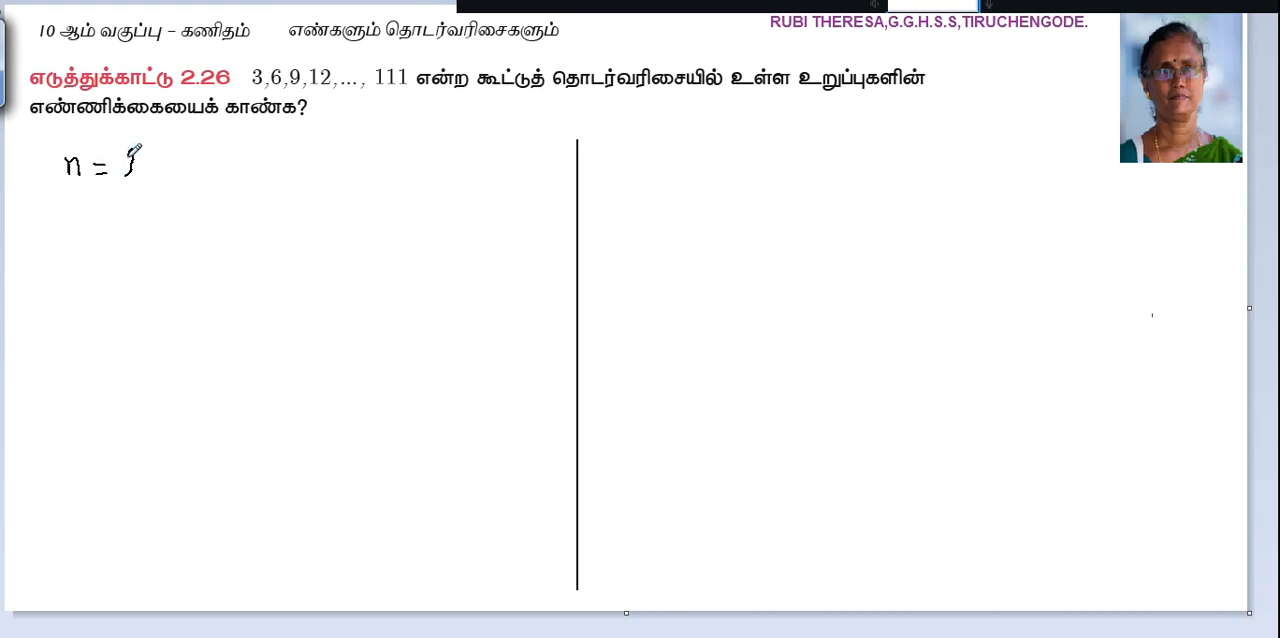 RUBI THERESA,G.G.H.S.S,TIRUCHENGODE.
10 ஆம் வகுப்பு – கணிதம் எண்களும் தொடர்வரிசைகளும்
எடுத்துக்காட்டு 2.26 3,6,9,12,..., 111 என்ற கூட்டுத் தொடர்வரிசையில் உள்ள உறுப்புகளின்
எண்ணிக்கையைக் காண்க?
n =